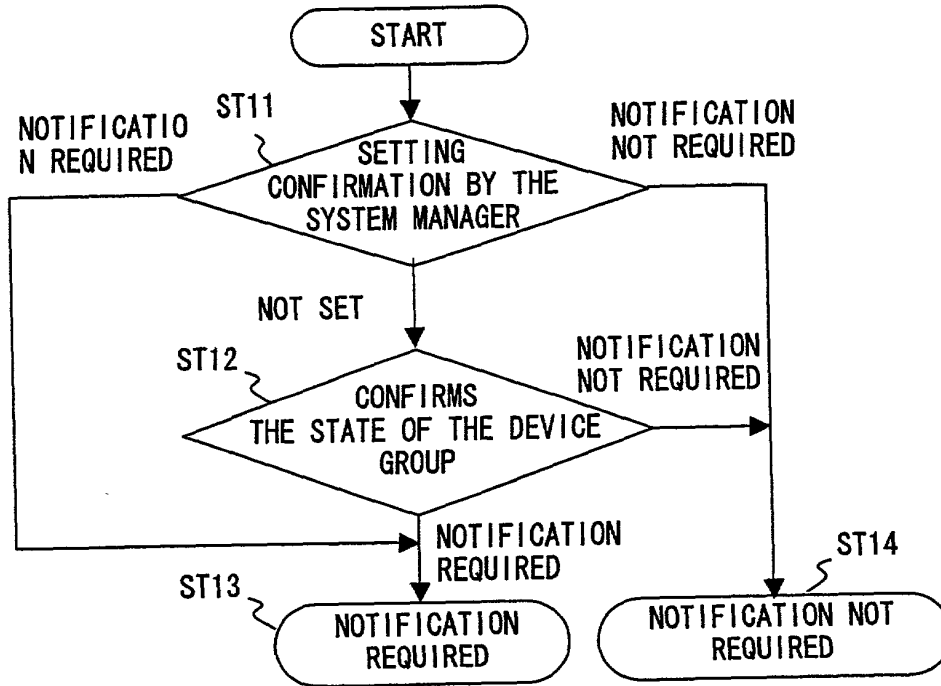 START
ST11
NOTIFICATIO
N REQUIRED
NOTIFICATION
NOT REQUIRED
SETTING
CONFIRMATION BY THE
SYSTEM MANAGER
NOT SET
ST12
NOTIFICATION
NOT REQUIRED
CONFIRMS
THE STATE OF THE DEVICE
GROUP
NOTIFICATION
REQUIRED
ST13
ST14
NOTIFICATION
REQUIRED
NOTIFICATION NOT
REQUIRED